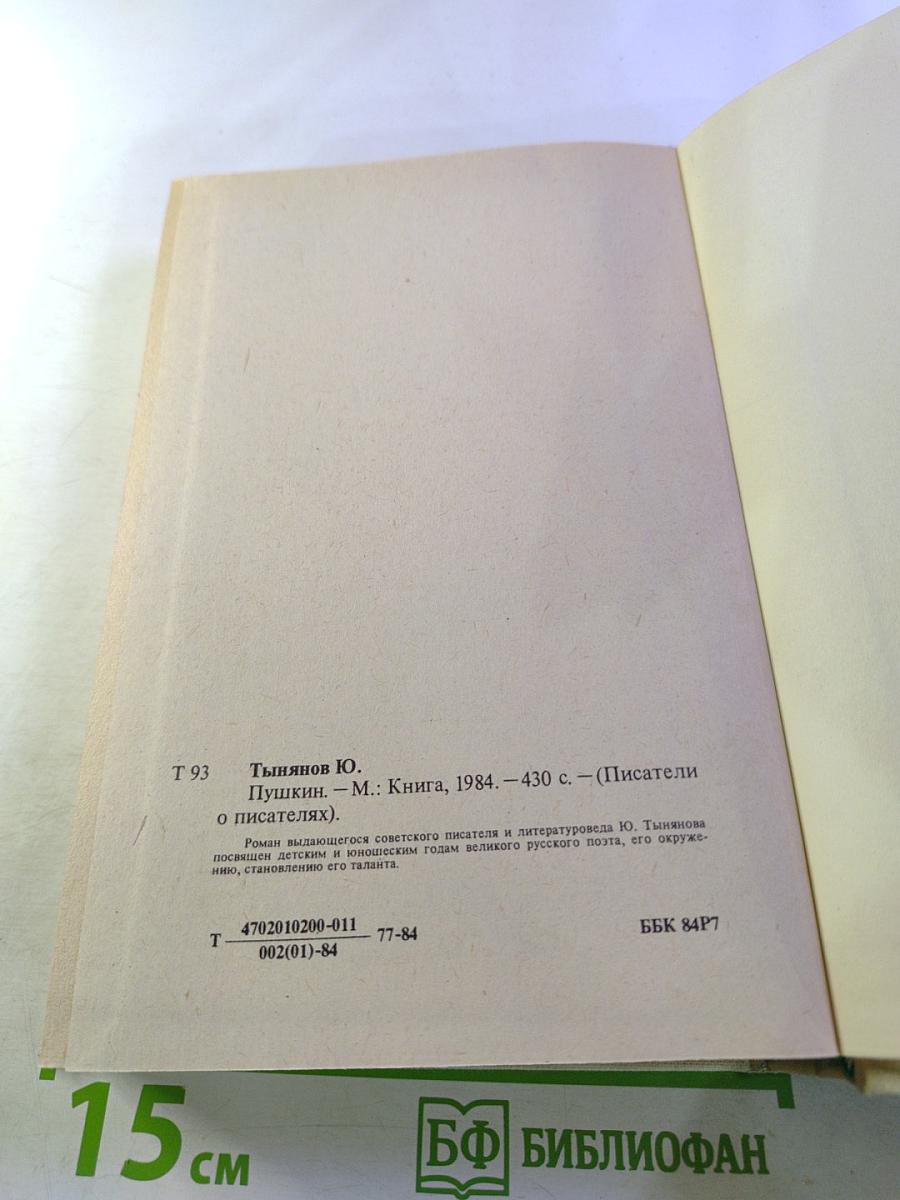 Т 93 Тынянов Ю.
Пушкин. — М.: Книга, 1984. — 430 с. — (Писатели
о писателях).
Роман выдающегося советского писателя и литературоведа Ю. Тынянова
посвящен детским и юношеским годам великого русского поэта, его окруже-
нию, становлению его таланта.
4702010200-011
Т 77-84 ББК 84Р7
002(01)-84
15 см
БФ БИБЛИОФАН